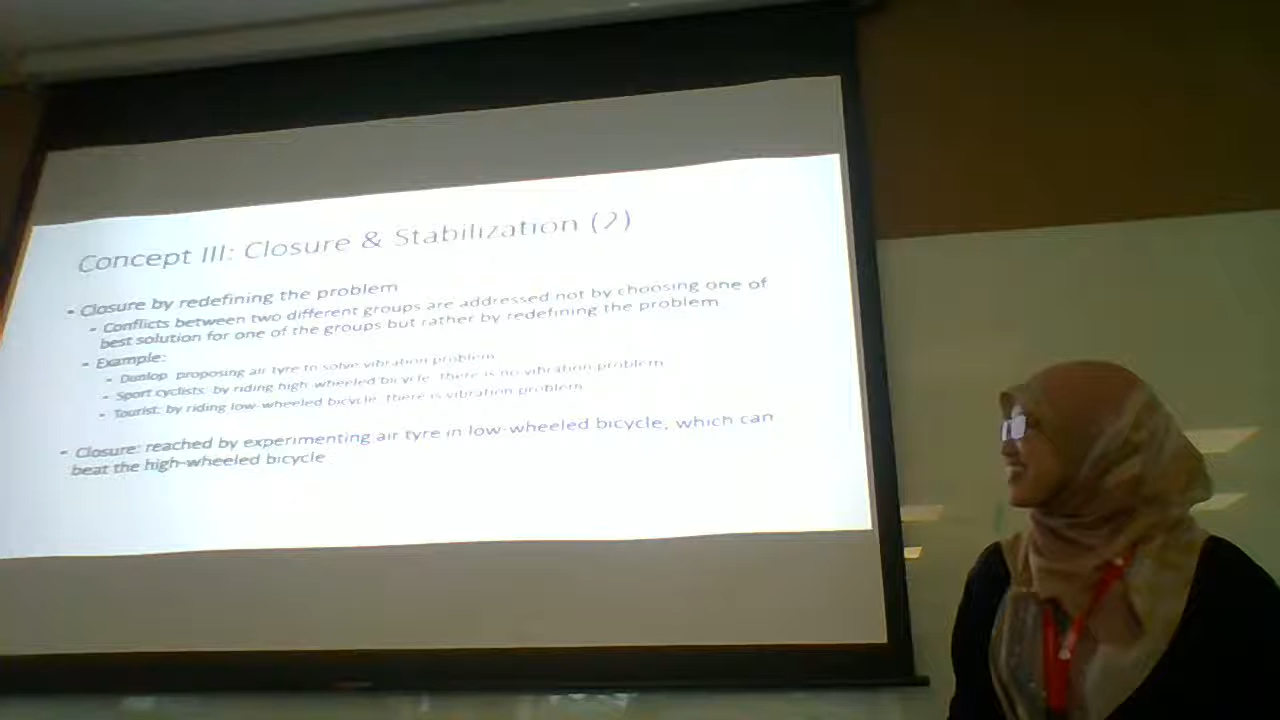 Concept III: Closure & Stabilization (2)
• Closure by redefining the problem
• Conflicts between two different groups are addressed not by choosing one of
best solution for one of the groups but rather by redefining the problem
• Example:
• Dunlop proposing air tyre to solve vibration problem
• Sport cyclists: by riding high-wheeled bicycle there is no vibration problem
• Tourist: by riding low-wheeled bicycle there is vibration problem
• Closure: reached by experimenting air tyre in low-wheeled bicycle, which can
beat the high-wheeled bicycle